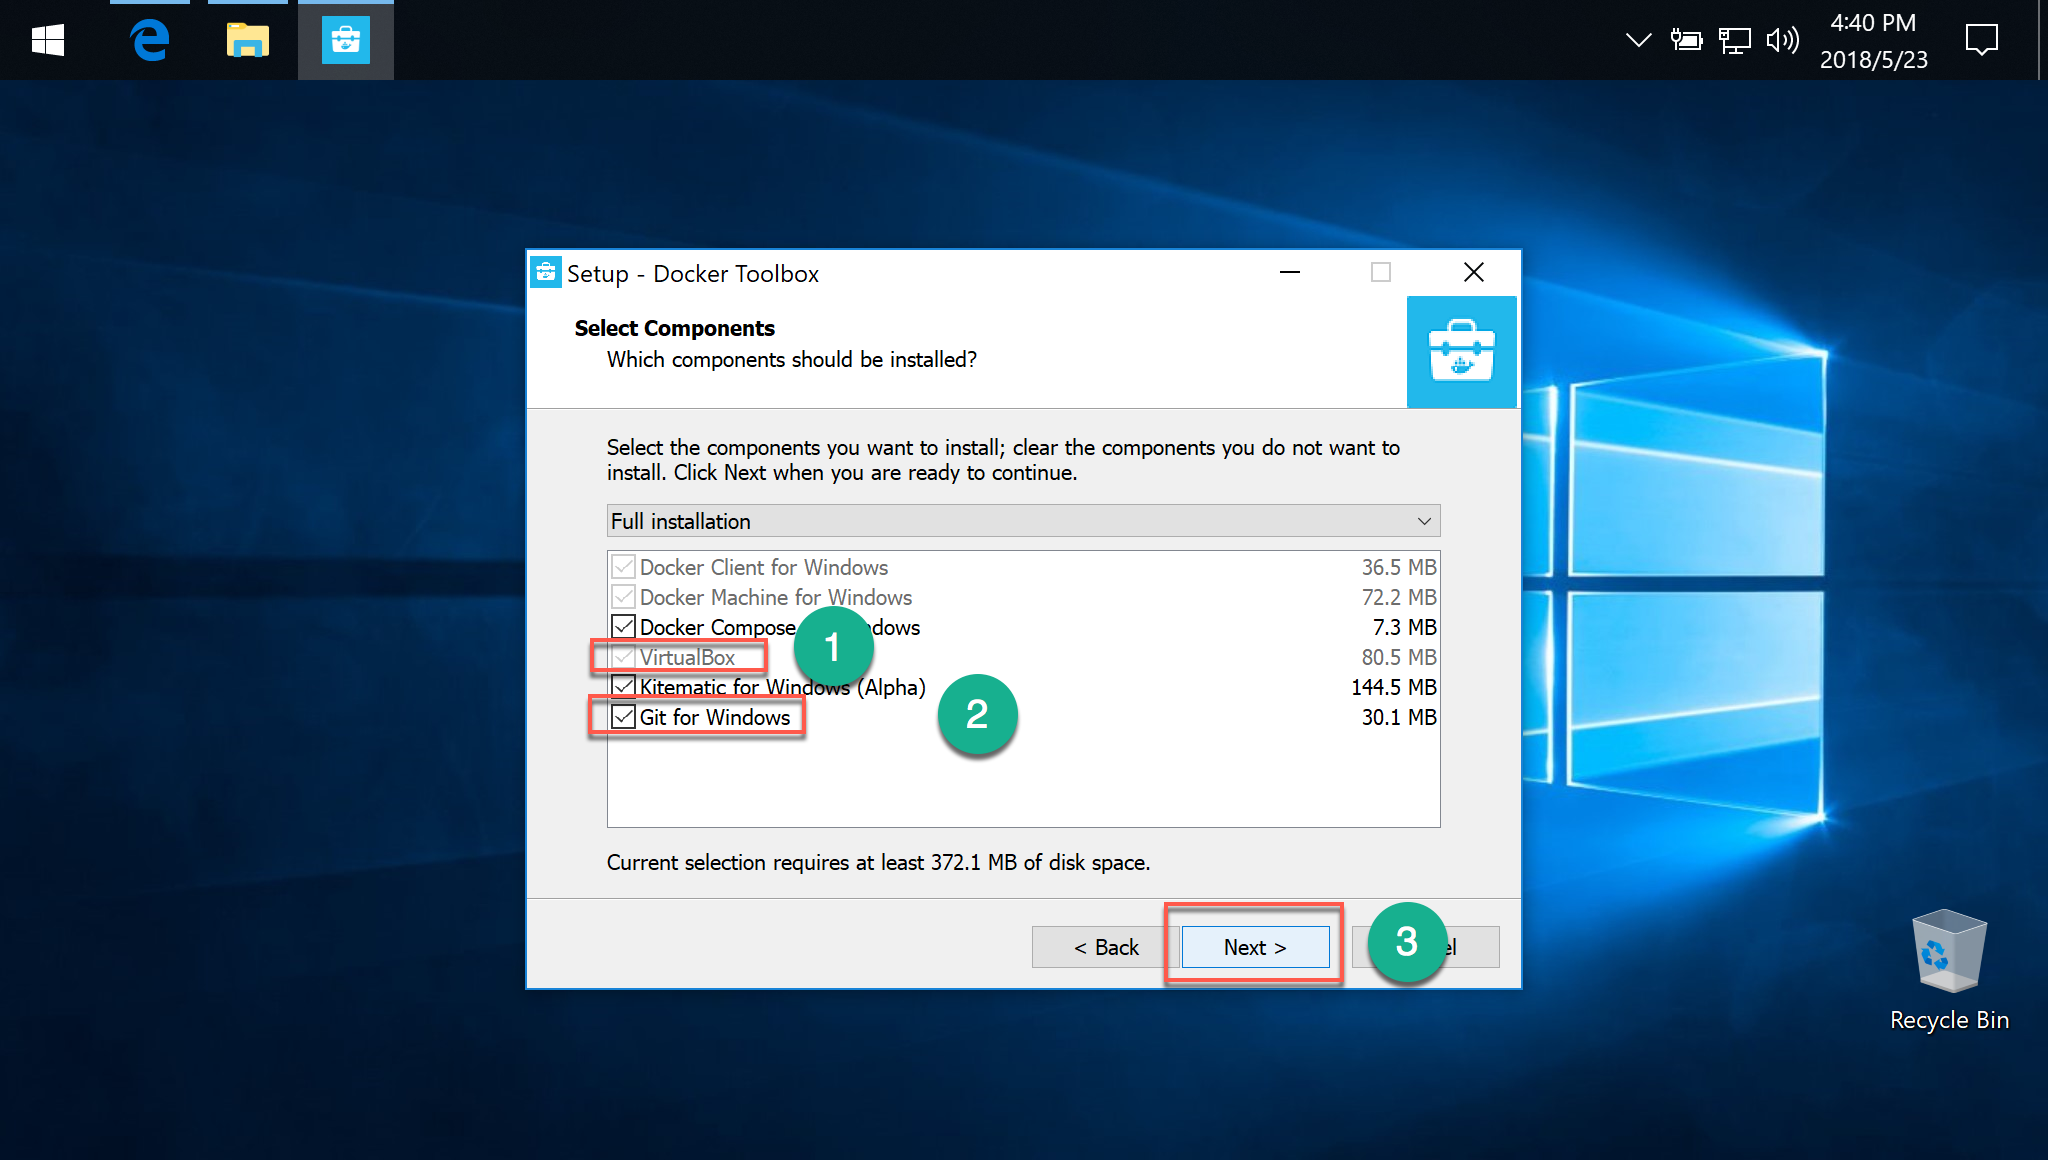 4:40 PM
2018/5/23
Setup - Docker Toolbox
Select Components
Which components should be installed?
Select the components you want to install; clear the components you do not want to
install. Click Next when you are ready to continue.
Full installation
Docker Client for Windows 36.5 MB
Docker Machine for Windows 72.2 MB
Docker Compose 7.3 MB
1
VirtualBox 80.5 MB
Kitematic for Windows (Alpha) 144.5 MB
Git for Windows 30.1 MB
2
Current selection requires at least 372.1 MB of disk space.
< Back Next > 3
Recycle Bin